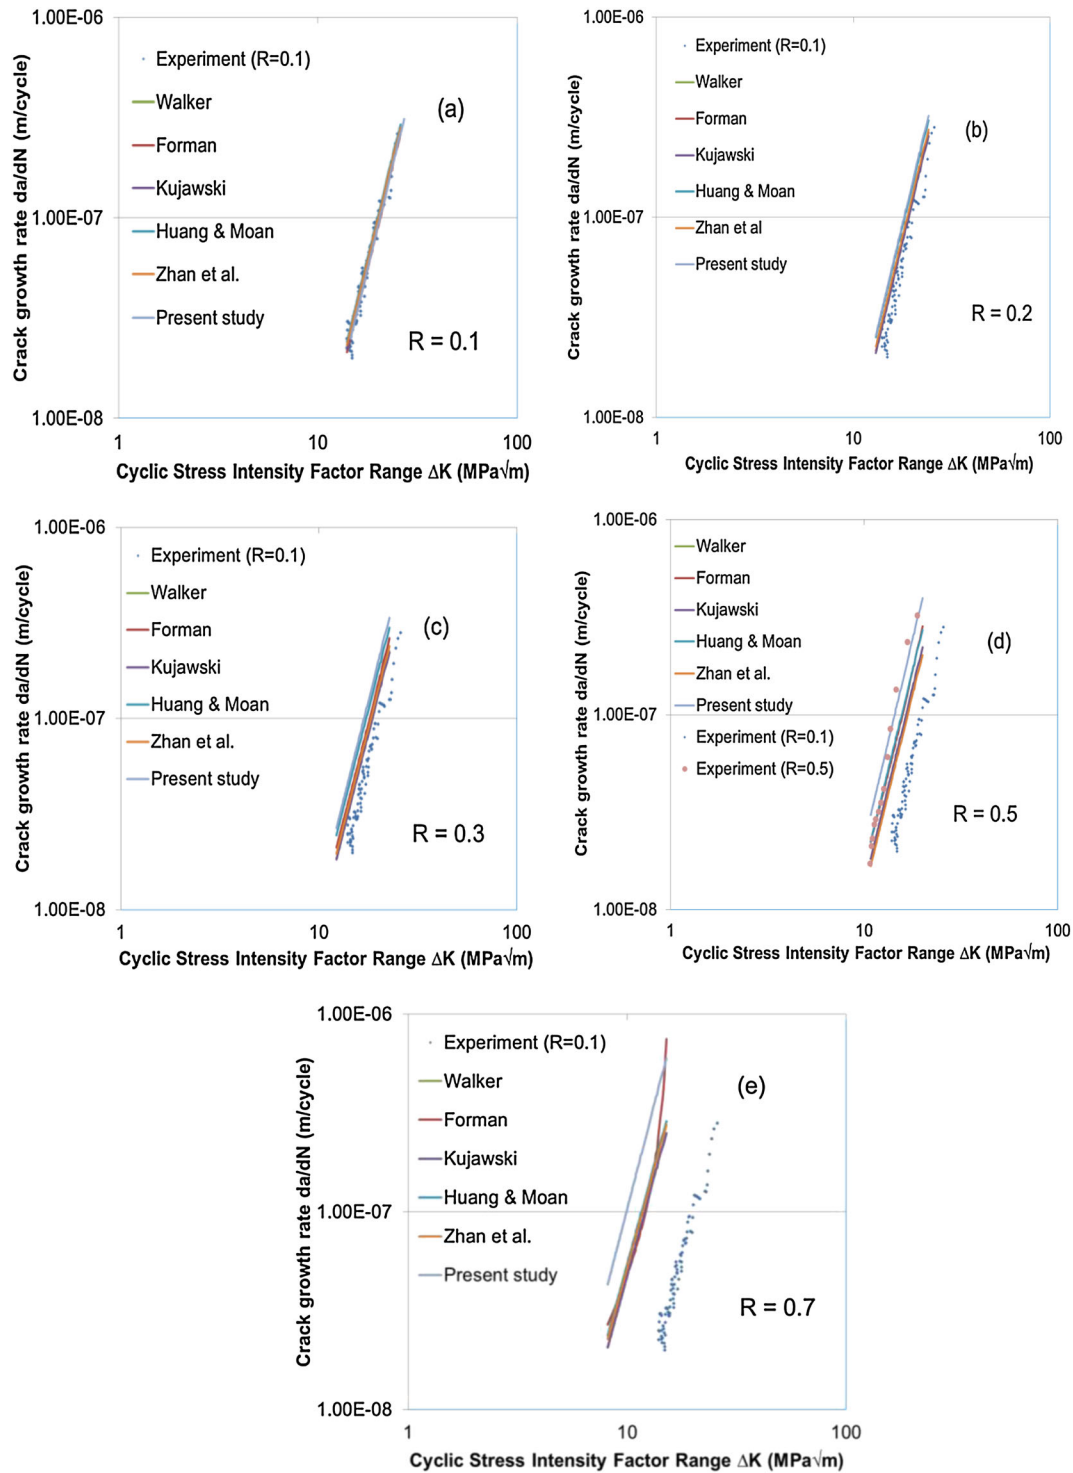 1.00E-06
Experiment (R=0.1)
Walker
(a)
Forman
Kujawski
1.00E-07
Huang & Moan
Zhan et al.
Present study
R = 0.1
1.00E-08
1
10
100
Crack growth rate da/dN (m/cycle)
Cyclic Stress Intensity Factor Range ΔK (MPa√m)
1.00E-06
Experiment (R=0.1)
Walker
Forman
(b)
Kujawski
Huang & Moan
1.00E-07
Zhan et al
Present study
R = 0.2
1.00E-08
1
10
100
Crack growth rate da/dN (m/cycle)
Cyclic Stress Intensity Factor Range ΔK (MPa√m)
1.00E-06
Experiment (R=0.1)
Walker
Forman
(c)
Kujawski
Huang & Moan
1.00E-07
Zhan et al.
Present study
R = 0.3
1.00E-08
1
10
100
Crack growth rate da/dN (m/cycle)
Cyclic Stress Intensity Factor Range ΔK (MPa√m)
1.00E-06
Walker
Forman
Kujawski
Huang & Moan
(d)
Zhan et al.
Present study
1.00E-07
Experiment (R=0.1)
Experiment (R=0.5)
R = 0.5
1.00E-08
1
10
100
Crack growth rate da/dN (m/cycle)
Cyclic Stress Intensity Factor Range ΔK (MPa√m)
1.00E-06
Experiment (R=0.1)
Walker
(e)
Forman
Kujawski
Huang & Moan
1.00E-07
Zhan et al.
Present study
R = 0.7
1.00E-08
1
10
100
Crack growth rate da/dN (m/cycle)
Cyclic Stress Intensity Factor Range ΔK (MPa√m)